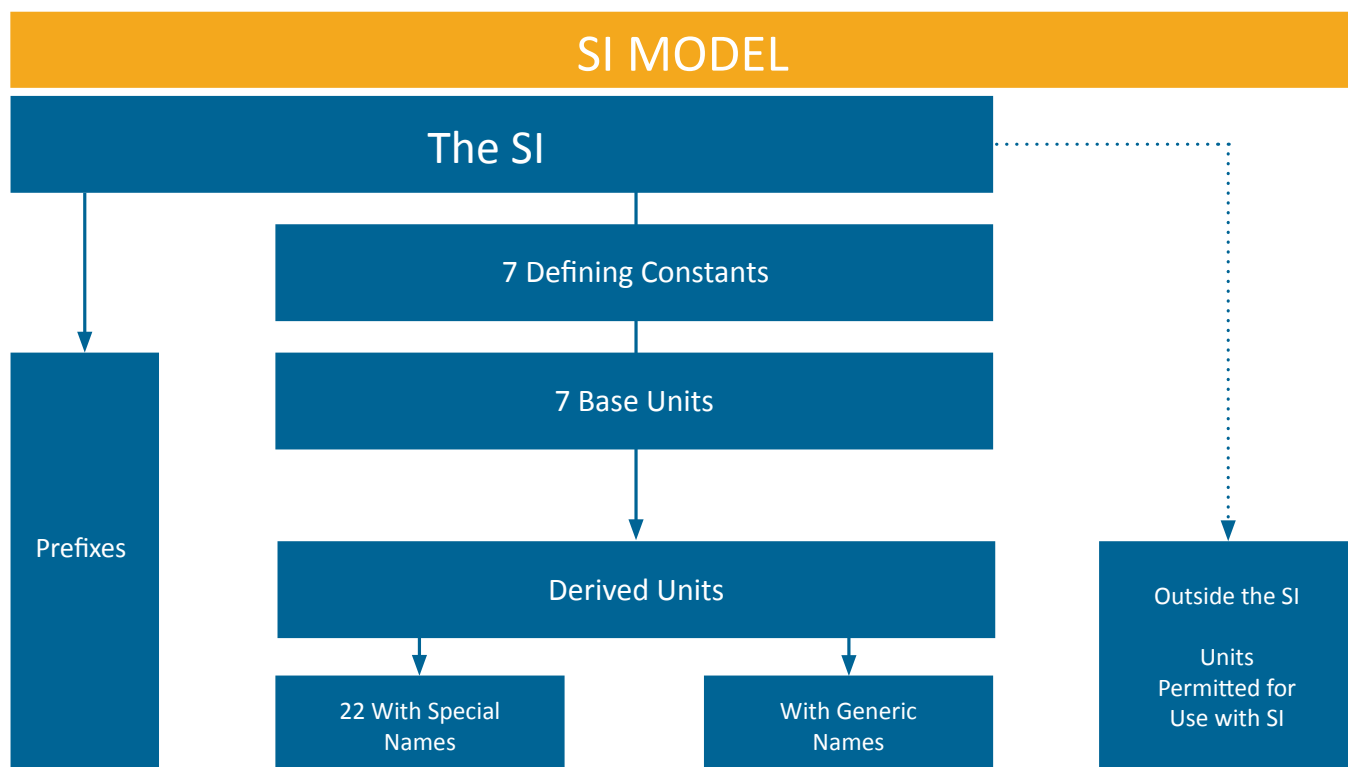 SI MODEL
The SI
7 Defining Constants
7 Base Units
Prefixes
Derived Units
22 With Special
Names
With Generic
Names
Outside the SI
Units
Permitted for
Use with SI